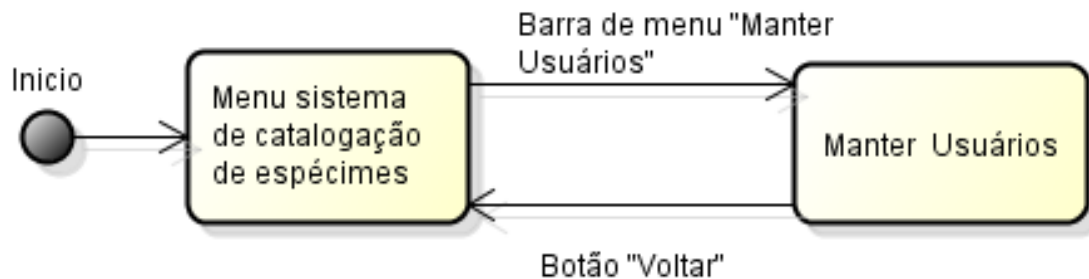 Inicio
Menu sistema
de catalogação
de espécimes
Barra de menu "Manter
Usuários"
Manter Usuários
Botão "Voltar"